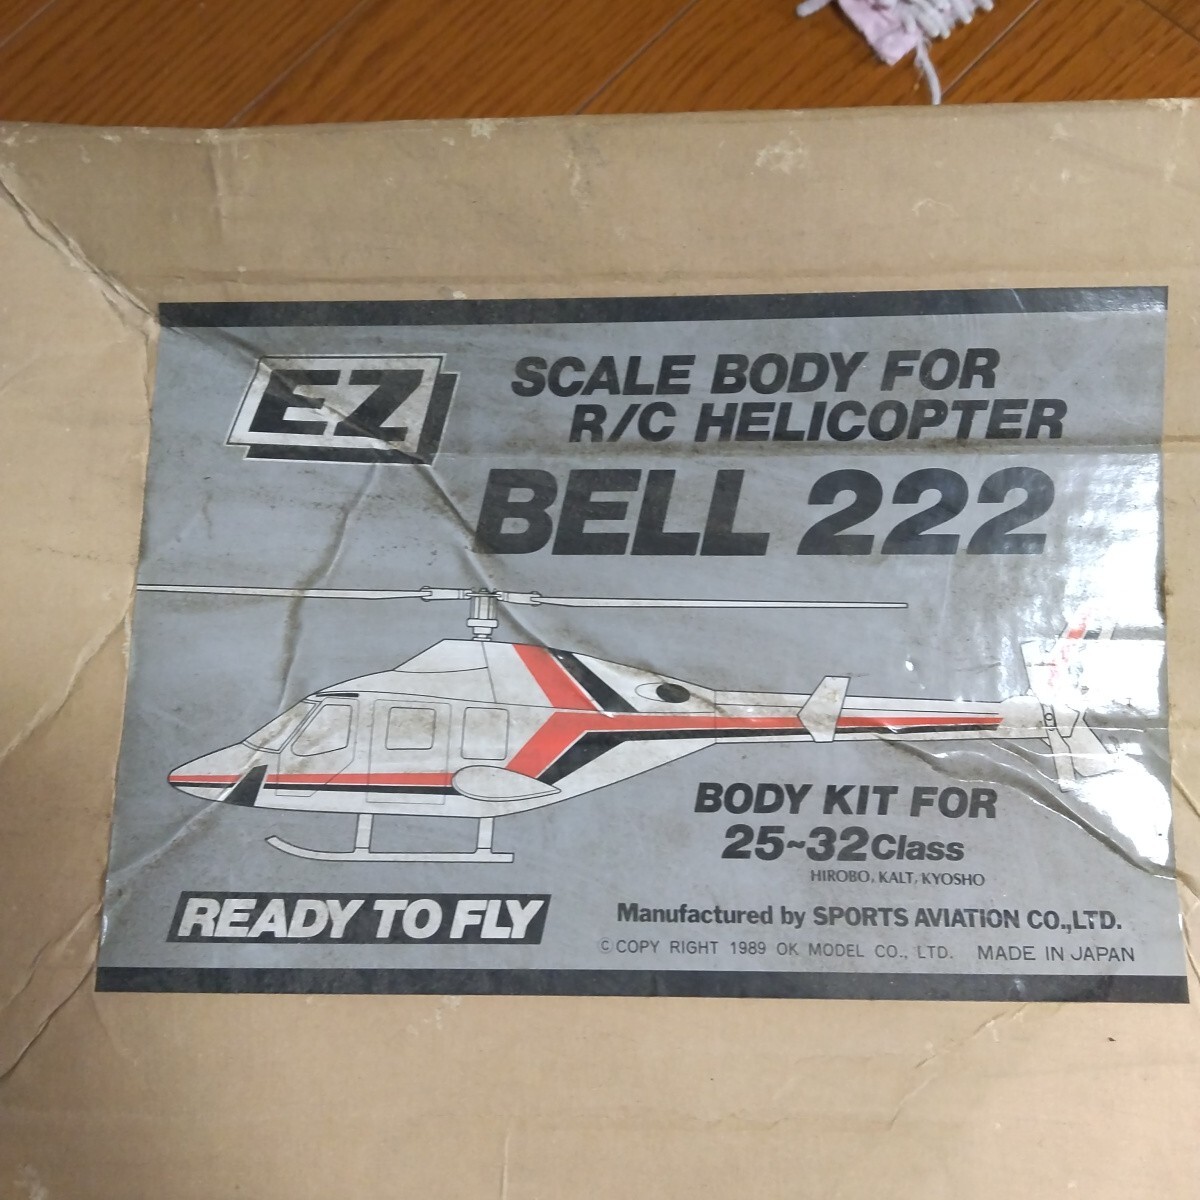 EZ
SCALE BODY FOR
R/C HELICOPTER
BELL 222
BODY KIT FOR
25~32Class
HIROBO, KALT, KYOSHO
READY TO FLY
Manufactured by SPORTS AVIATION CO.,LTD.
© COPY RIGHT 1989 OK MODEL CO., LTD. MADE IN JAPAN